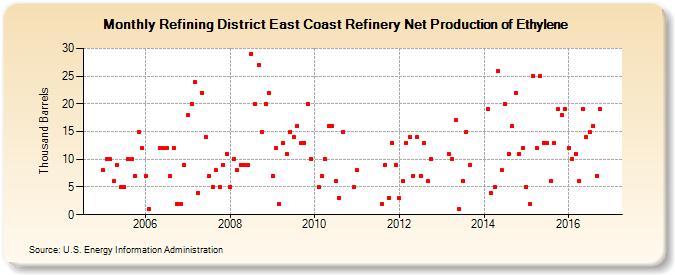 Monthly Refining District East Coast Refinery Net Production of Ethylene
Thousand Barrels
30
25
20
15
10
5
0
2006 2008 2010 2012 2014 2016
Source: U.S. Energy Information Administration